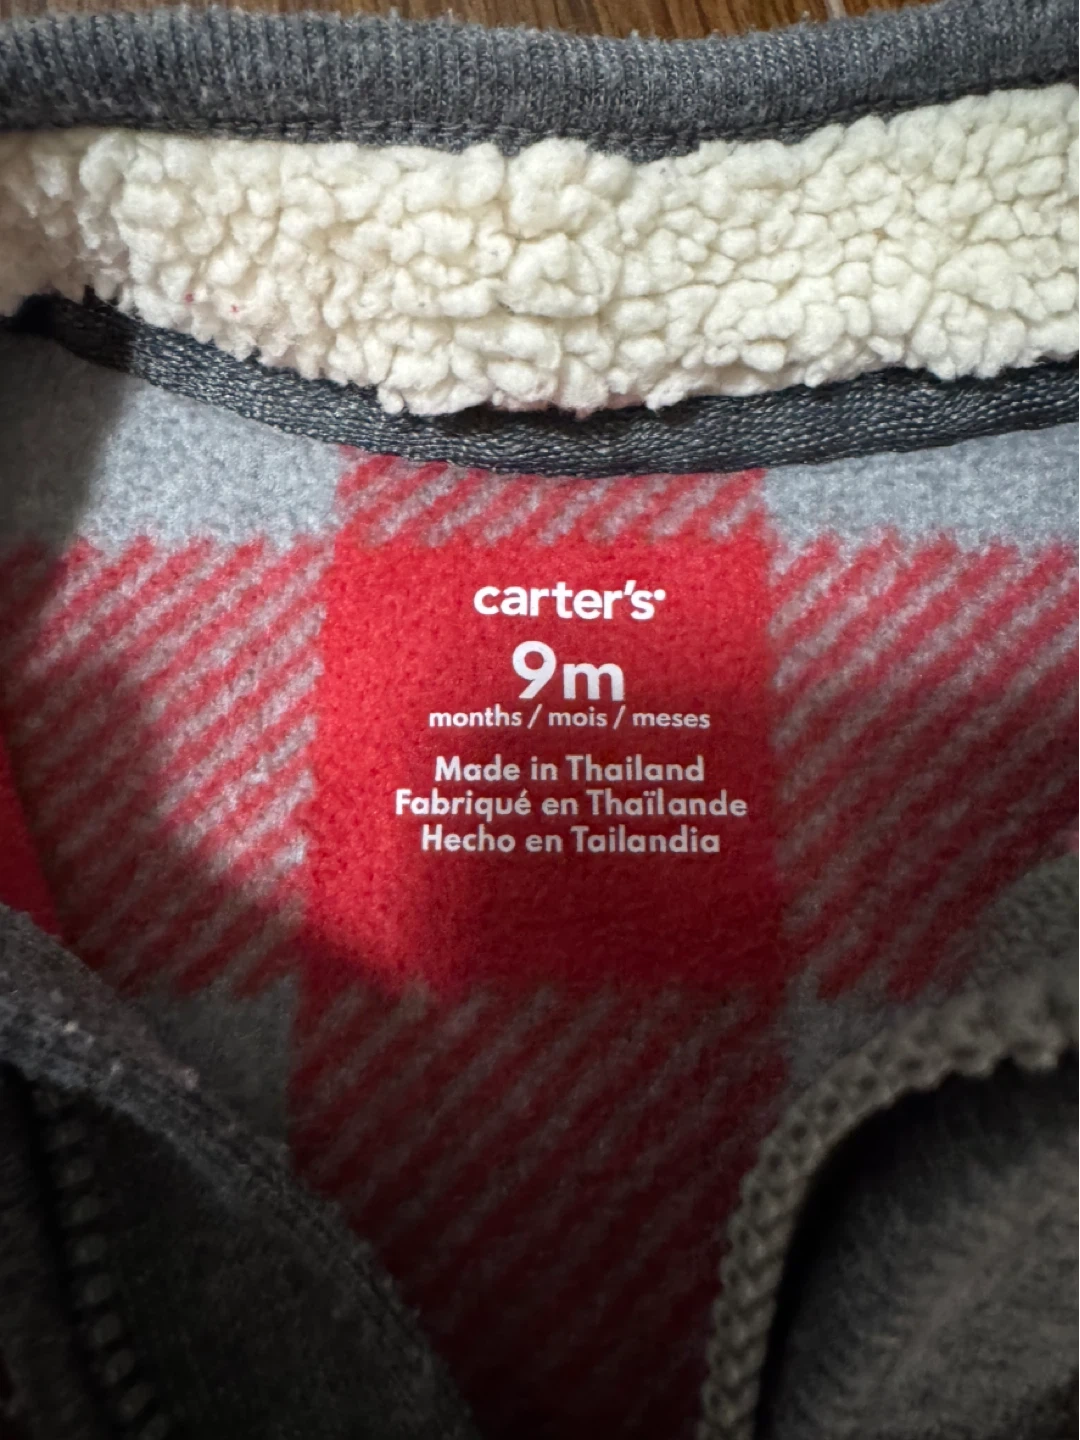 carter's
9m
months / mois / meses
Made in Thailand
Fabriqué en Thaïlande
Hecho en Tailandia